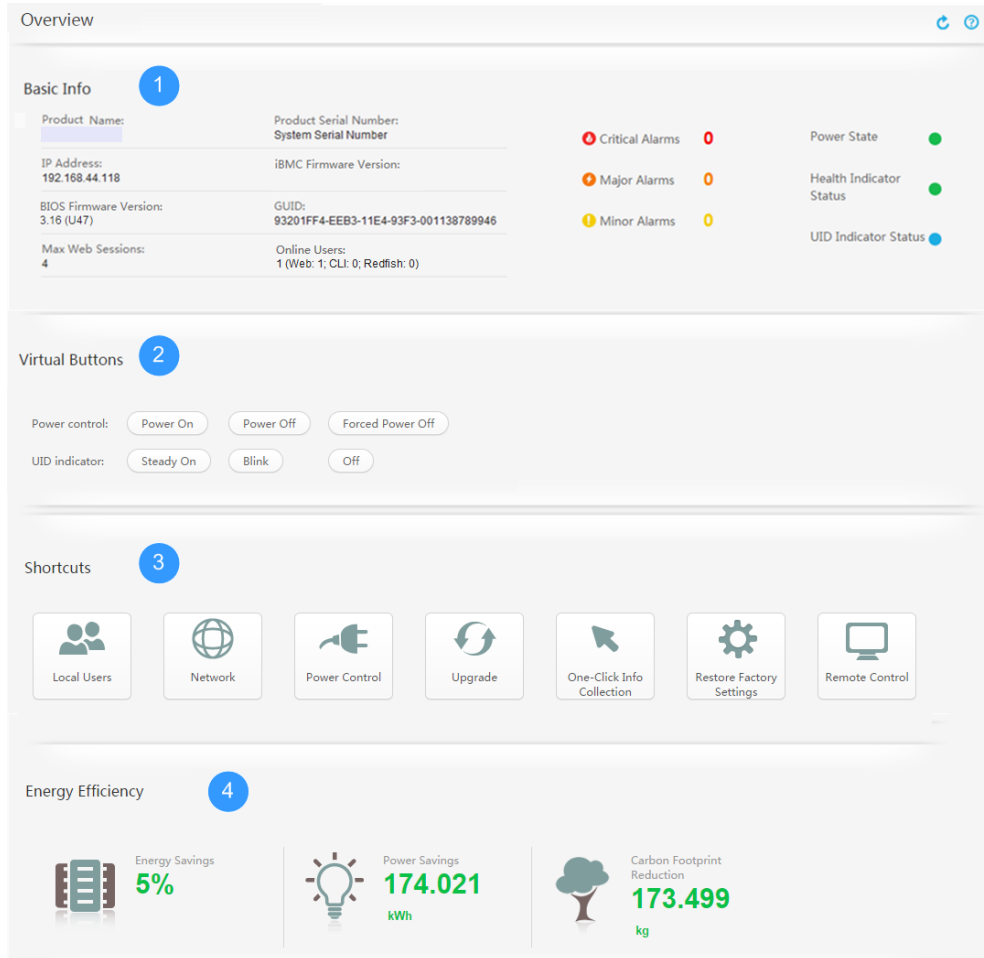 Overview
Basic Info
1
Product Name:
Product Serial Number:
System Serial Number
IP Address:
192.168.44.118
iBMC Firmware Version:
BIOS Firmware Version:
3.16 (U47)
GUID:
93201FF4-EEB3-11E4-93F3-001138789946
Max Web Sessions:
4
Online Users:
1 (Web: 1; CLI: 0; Redfish: 0)
Critical Alarms 0
Major Alarms 0
Minor Alarms 0
Power State
Health Indicator
Status
UID Indicator Status
Virtual Buttons
2
Power control: Power On Power Off Forced Power Off
UID indicator: Steady On Blink Off
Shortcuts
3
Local Users
Network
Power Control
Upgrade
One-Click Info
Collection
Restore Factory
Settings
Remote Control
Energy Efficiency
4
Energy Savings
5%
Power Savings
174.021
kWh
Carbon Footprint
Reduction
173.499
kg